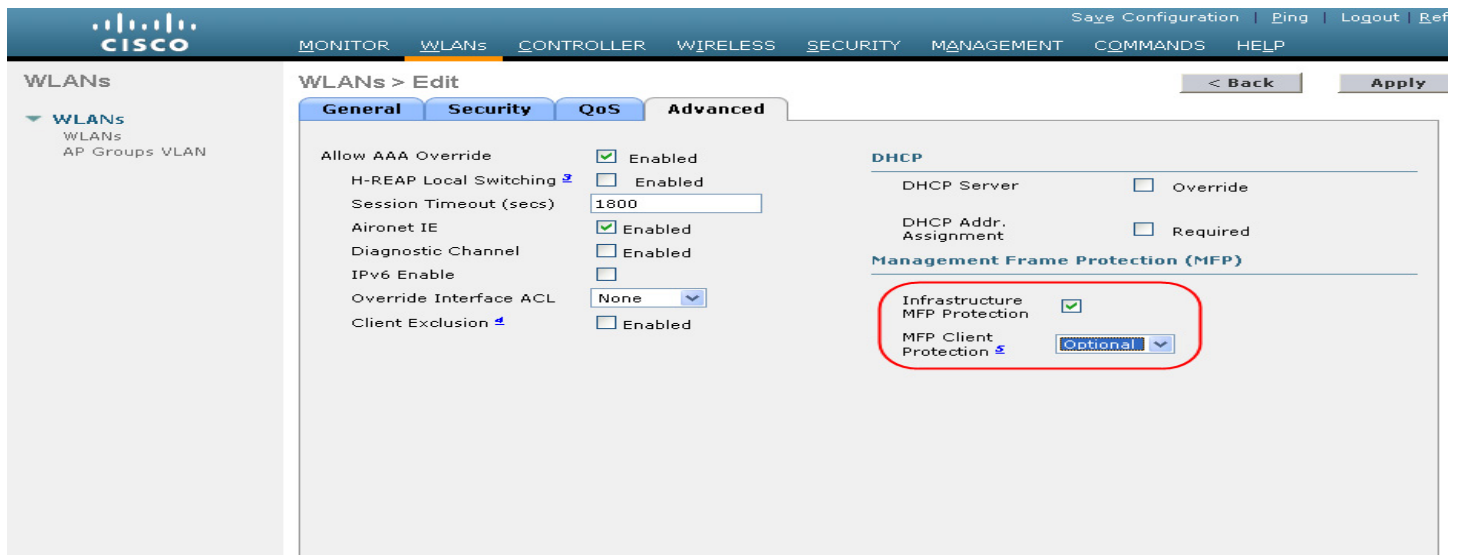 Save Configuration | Ping | Logout | Ref
CISCO
MONITOR WLANs CONTROLLER WIRELESS SECURITY MANAGEMENT COMMANDS HELP
WLANs
WLANs > Edit
< Back
Apply
General Security QoS Advanced
WLANs
WLANs
AP Groups VLAN
Allow AAA Override Enabled
H-REAP Local Switching 3 Enabled
Session Timeout (secs) 1800
Aironet IE Enabled
Diagnostic Channel Enabled
IPv6 Enable
Override Interface ACL None
Client Exclusion 4 Enabled
DHCP
DHCP Server Override
DHCP Addr.
Assignment Required
Management Frame Protection (MFP)
Infrastructure
MFP Protection
MFP Client
Protection 5 Optional